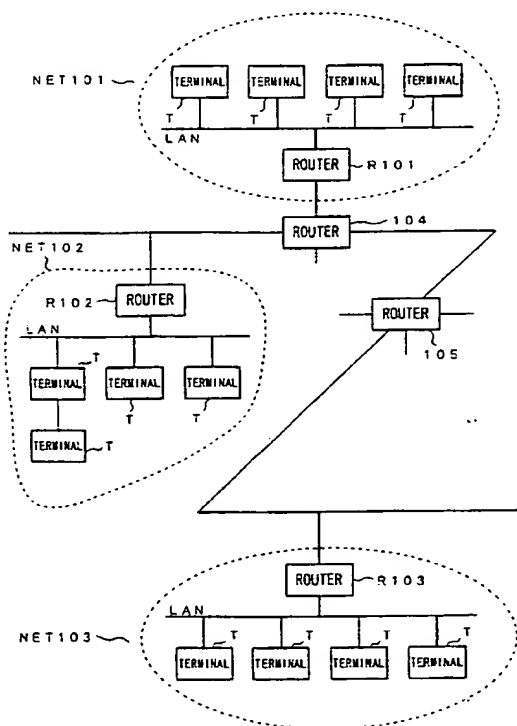 NET101
TERMINAL TERMINAL TERMINAL TERMINAL
T T T T
LAN
ROUTER R101
ROUTER 104
NET102
R102 ROUTER
ROUTER
105
LAN
T
TERMINAL TERMINAL TERMINAL
T T
TERMINAL T
ROUTER R103
LAN
T T T T
NET103
TERMINAL TERMINAL TERMINAL TERMINAL